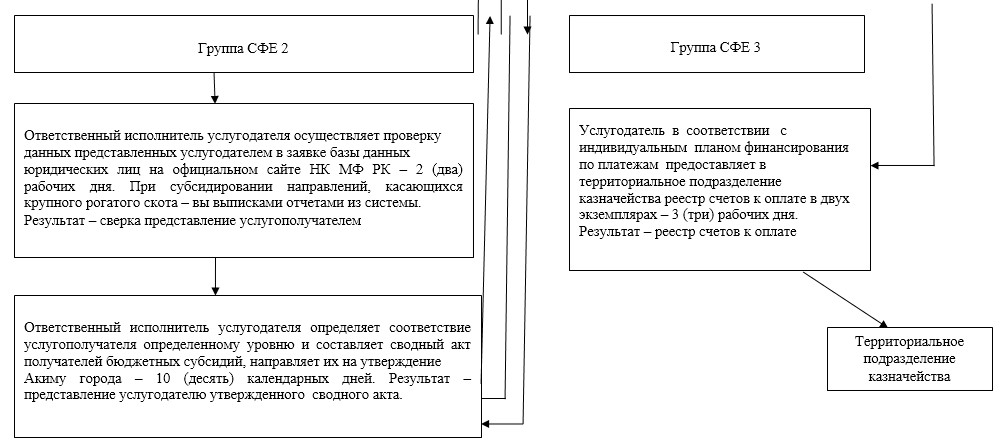 Группа СФЕ 2
Ответственный исполнитель услугодателя осуществляет проверку
данных представленных услугодателем в заявке базы данных
юридических лиц на официальном сайте НК МФ РК – 2 (два)
рабочих дня. При субсидировании направлений, касающихся
крупного рогатого скота – вы выписками отчетами из системы.
Результат – сверка представление услугополучателем
Ответственный исполнитель услугодателя определяет соответствие
услугополучателя определенному уровню и составляет сводный акт
получателей бюджетных субсидий, направляет их на утверждение
Акиму города – 10 (десять) календарных дней. Результат –
представление услугодателю утвержденного сводного акта.
Группа СФЕ 3
Услугодатель в соответствии с
индивидуальным планом финансирования
по платежам предоставляет в
территориальное подразделение
казначейства реестр счетов к оплате в двух
экземплярах – 3 (три) рабочих дня.
Результат – реестр счетов к оплате
Территориальное
подразделение
казначейства